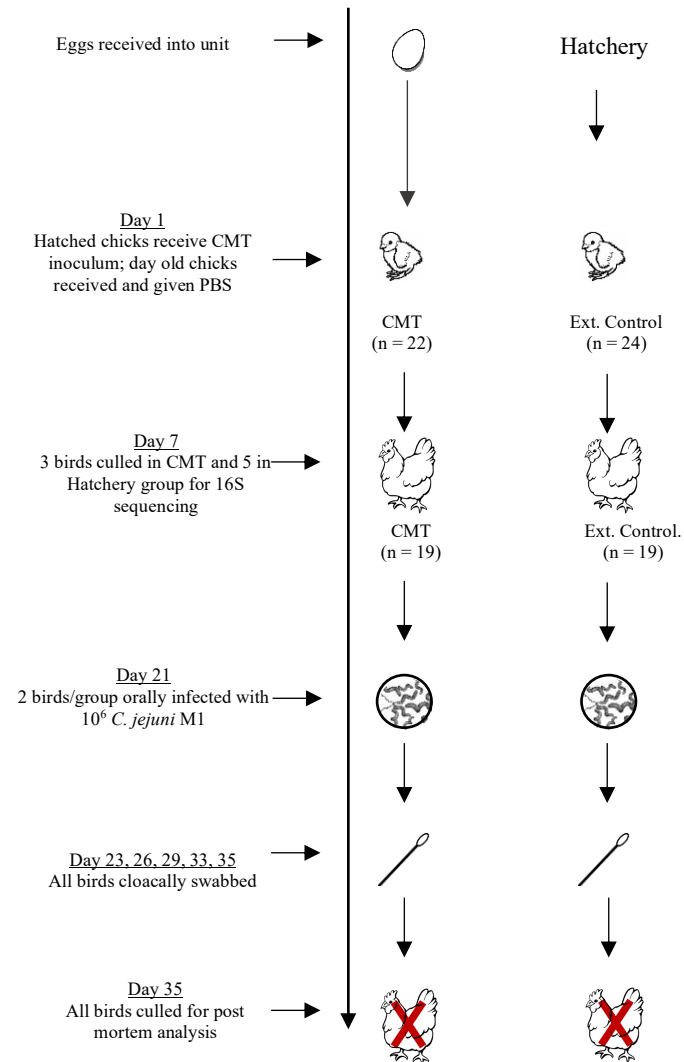 Eggs received into unit
Hatchery
Day 1
Hatched chicks receive CMT
inoculum; day old chicks
received and given PBS
CMT
(n = 22)
Ext. Control
(n = 24)
Day 7
3 birds culled in CMT and 5 in
Hatchery group for 16S
sequencing
CMT
(n = 19)
Ext. Control.
(n = 19)
Day 21
2 birds/group orally infected with
10⁶ C. jejuni M1
Day 23, 26, 29, 33, 35
All birds cloacally swabbed
Day 35
All birds culled for post
mortem analysis